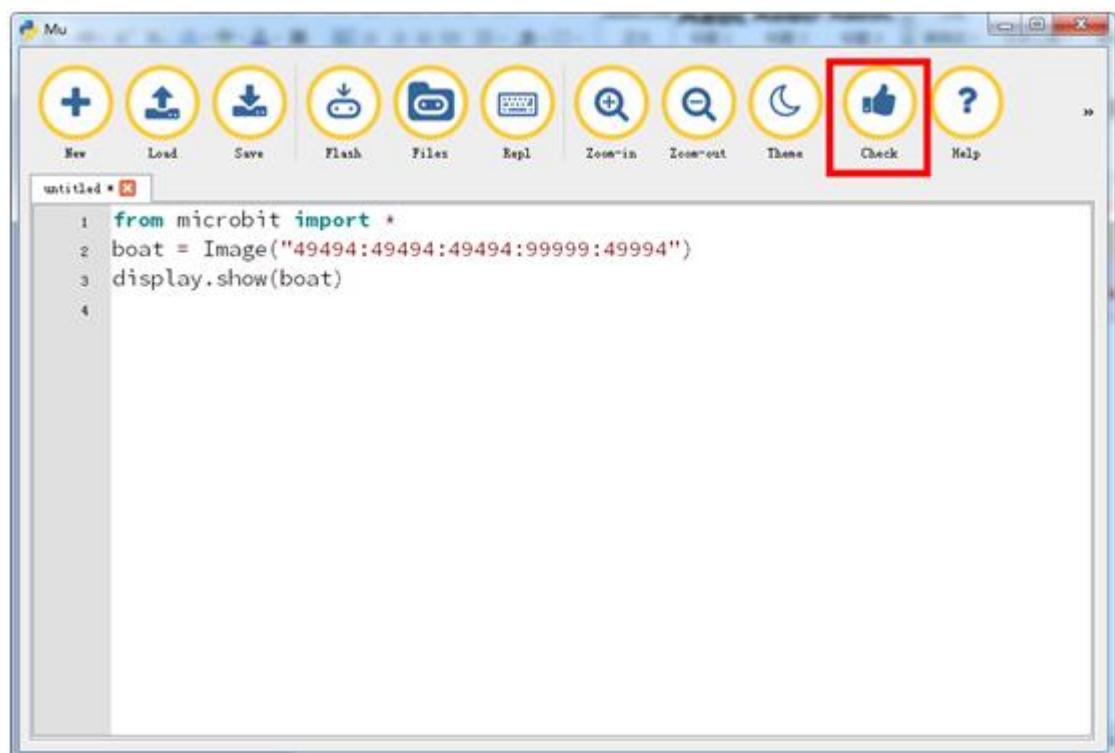 Mu
New Load Save Flash Files Repl Zoom-in Zoom-out Theme Check Help »
untitled *
1 from microbit import *
2 boat = Image("49494:49494:49494:99999:49994")
3 display.show(boat)
4